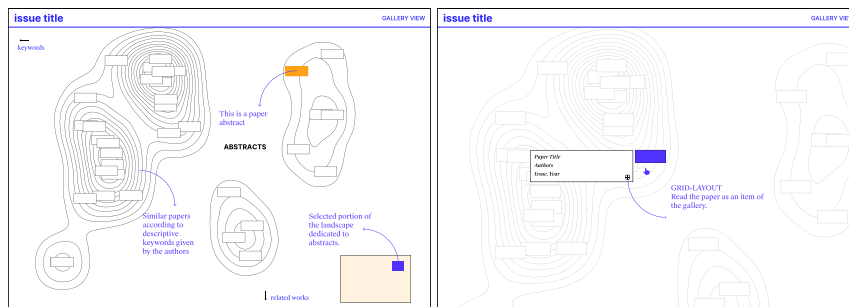 issue title
GALLERY VIEW
keywords
This is a paper
abstract
ABSTRACTS
Similar papers
according to
descriptive
keywords given
by the authors
Selected portion of
the landscape
dedicated to
abstracts.
related works
issue title
GALLERY VIE
Paper Title
Authors
Issue, Year
GRID-LAYOUT
Read the paper as an item of
the gallery.